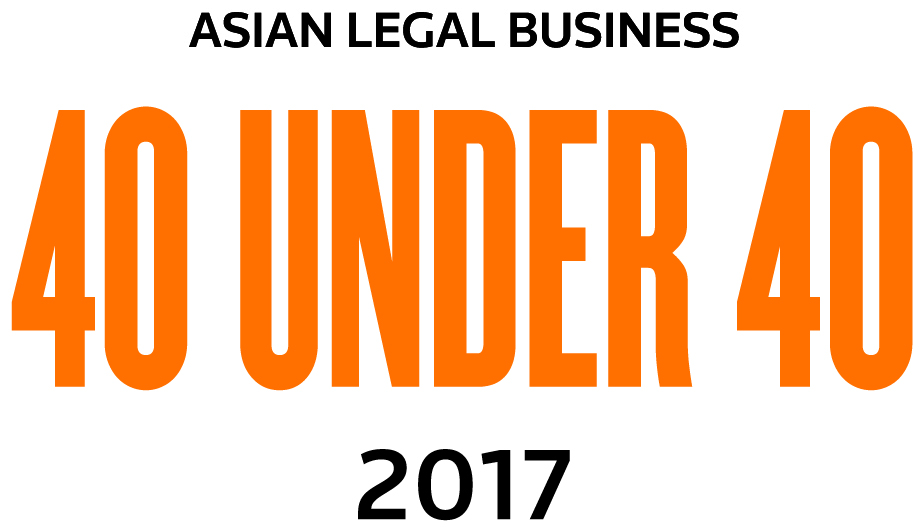 ASIAN LEGAL BUSINESS
40 UNDER 40
2017